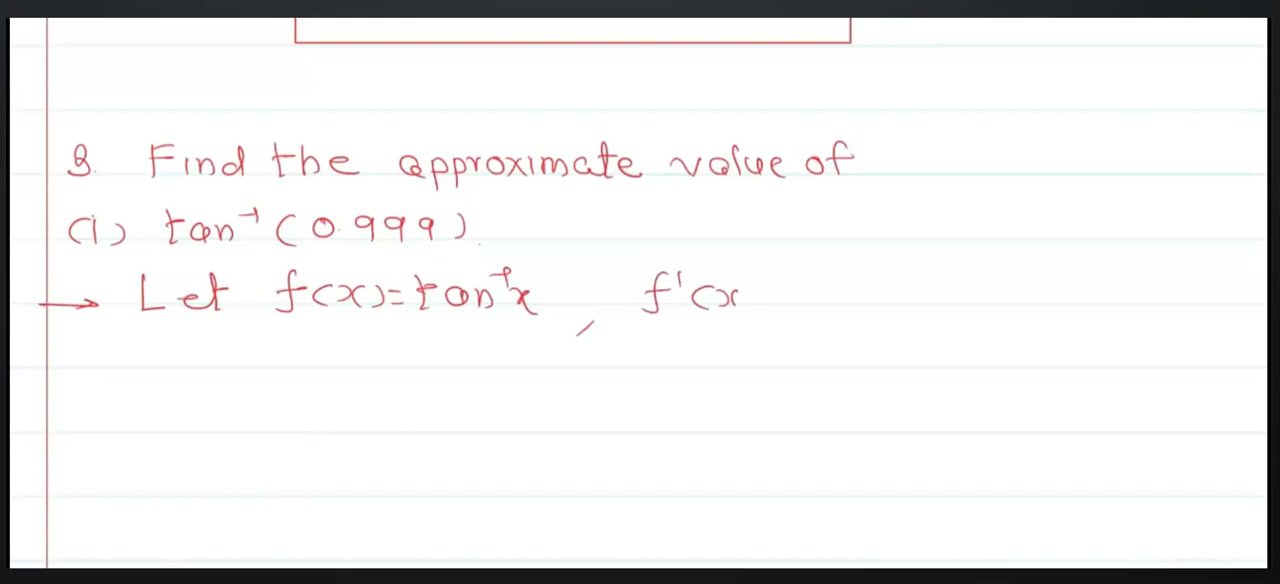 3. Find the approximate value of
(i) tan⁻¹ (0.999).
→ Let f(x)=tan⁻¹x, f'(x